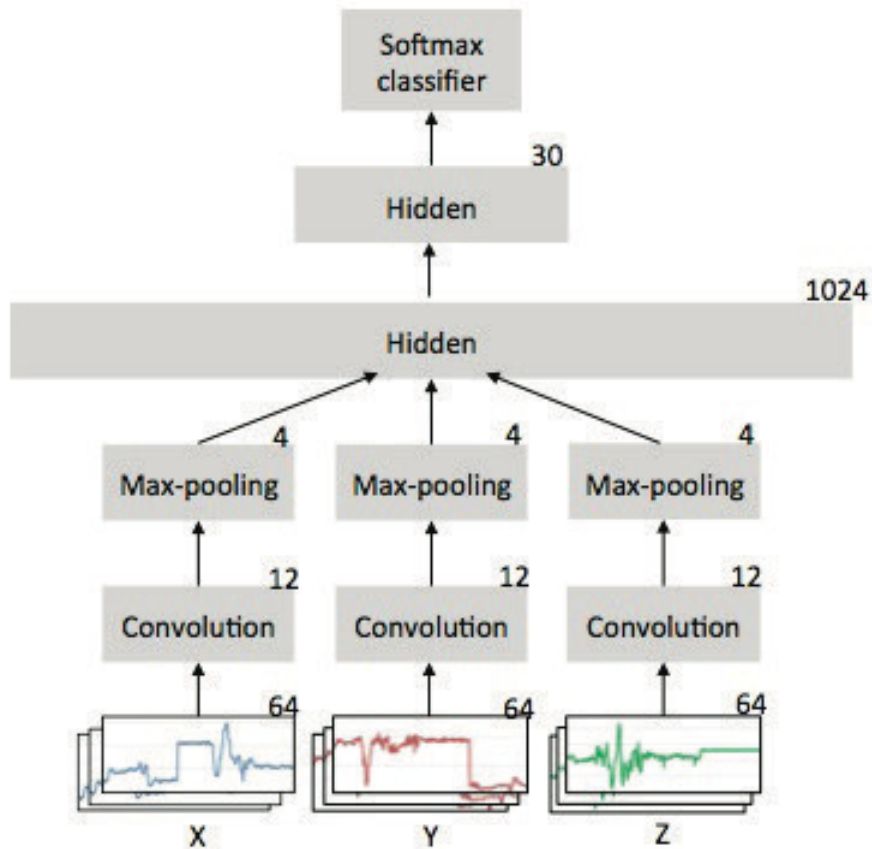 Softmax
classifier
30
Hidden
1024
Hidden
4 4 4
Max-pooling Max-pooling Max-pooling
12 12 12
Convolution Convolution Convolution
64 64 64
X Y Z